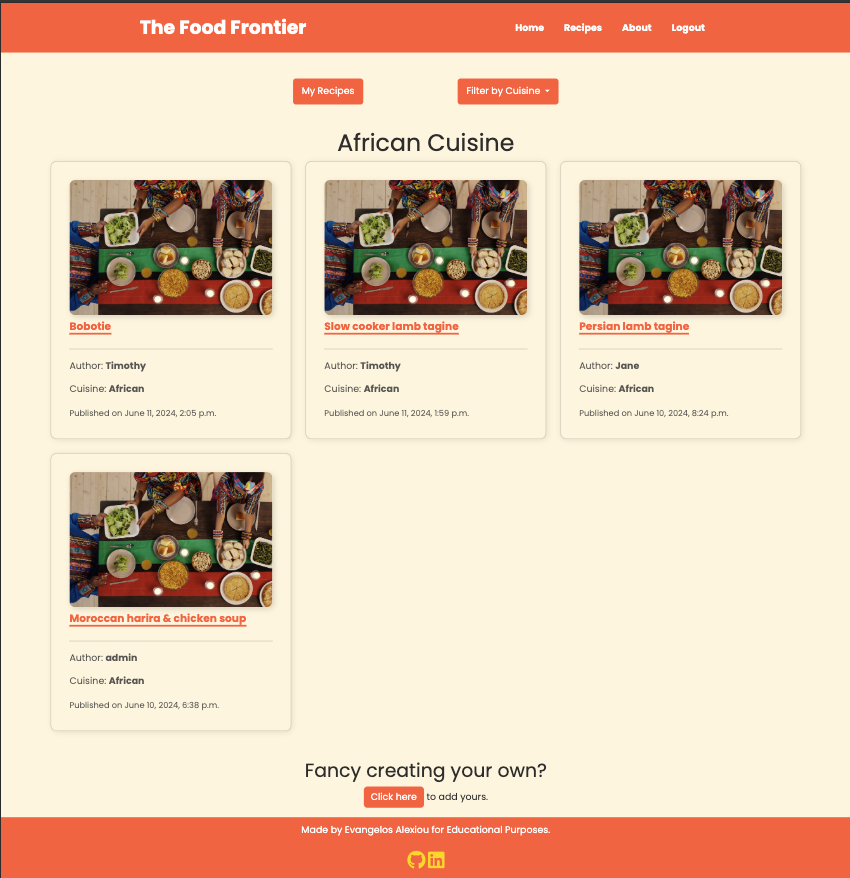 The Food Frontier
Home Recipes About Logout
My Recipes
Filter by Cuisine
African Cuisine
Bobotie
Author: Timothy
Cuisine: African
Published on June 11, 2024, 2:05 p.m.
Slow cooker lamb tagine
Author: Timothy
Cuisine: African
Published on June 11, 2024, 1:59 p.m.
Persian lamb tagine
Author: Jane
Cuisine: African
Published on June 10, 2024, 8:24 p.m.
Moroccan harira & chicken soup
Author: admin
Cuisine: African
Published on June 10, 2024, 6:38 p.m.
Fancy creating your own?
Click here to add yours.
Made by Evangelos Alexiou for Educational Purposes.
in